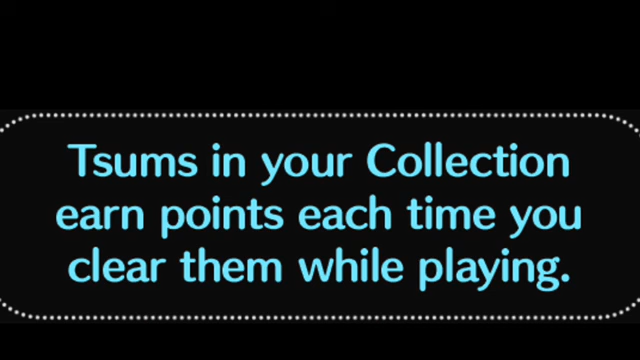 Tsums in your Collection
earn points each time you
clear them while playing.